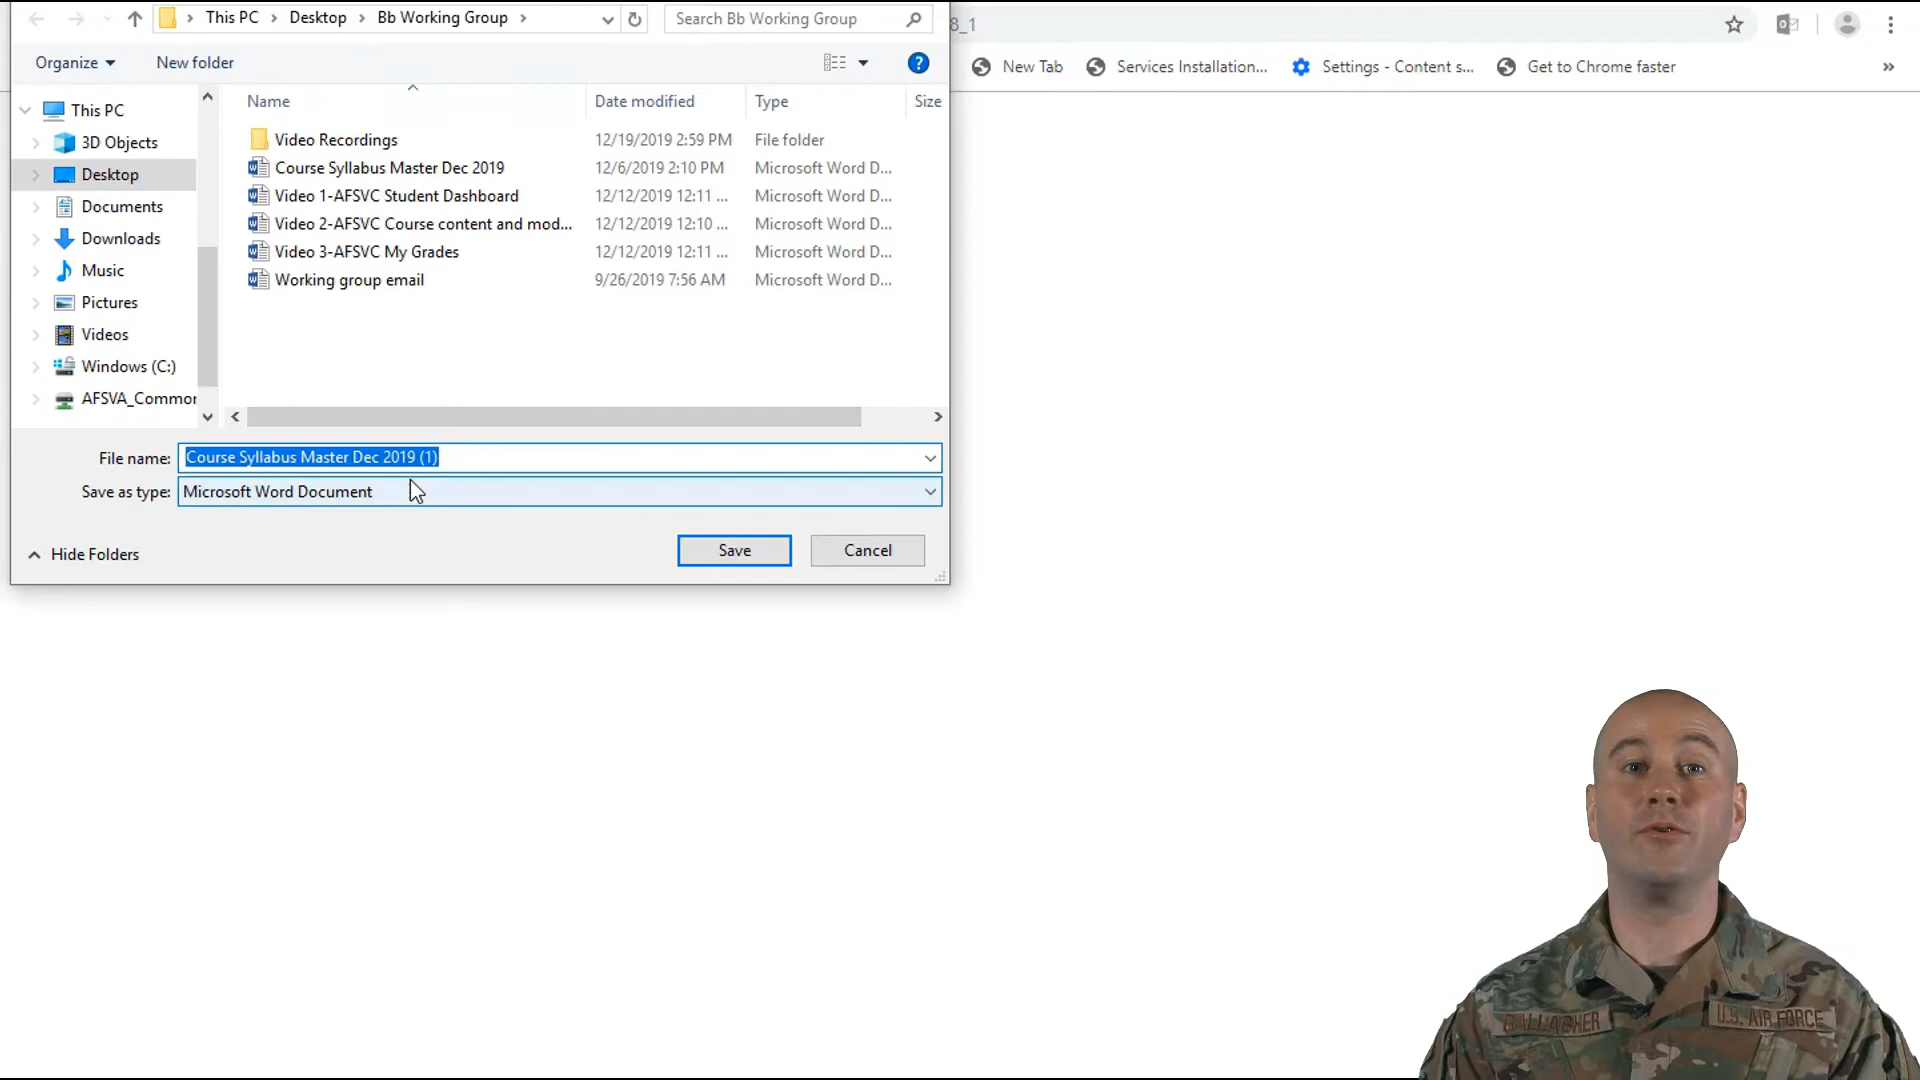 This PC > Desktop > Bb Working Group >
Search Bb Working Group
8_1
Organize
New folder
New Tab
Services Installation...
Settings - Content s...
Get to Chrome faster
»
Name
Date modified
Type
Size
This PC
3D Objects
Desktop
Documents
Downloads
Music
Pictures
Videos
Windows (C:)
AFSVA_Common
Video Recordings 12/19/2019 2:59 PM File folder
Course Syllabus Master Dec 2019 12/6/2019 2:10 PM Microsoft Word D...
Video 1-AFSVC Student Dashboard 12/12/2019 12:11 ... Microsoft Word D...
Video 2-AFSVC Course content and mod... 12/12/2019 12:10 ... Microsoft Word D...
Video 3-AFSVC My Grades 12/12/2019 12:11 ... Microsoft Word D...
Working group email 9/26/2019 7:56 AM Microsoft Word D...
File name: Course Syllabus Master Dec 2019 (1)
Save as type: Microsoft Word Document
Hide Folders
Save
Cancel
GALLAGHER
U.S. AIR FORCE